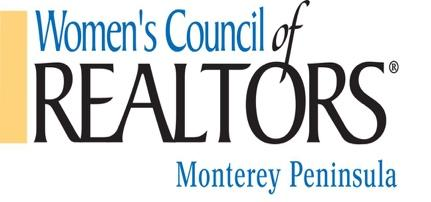 Women's Council of
REALTORS®
Monterey Peninsula